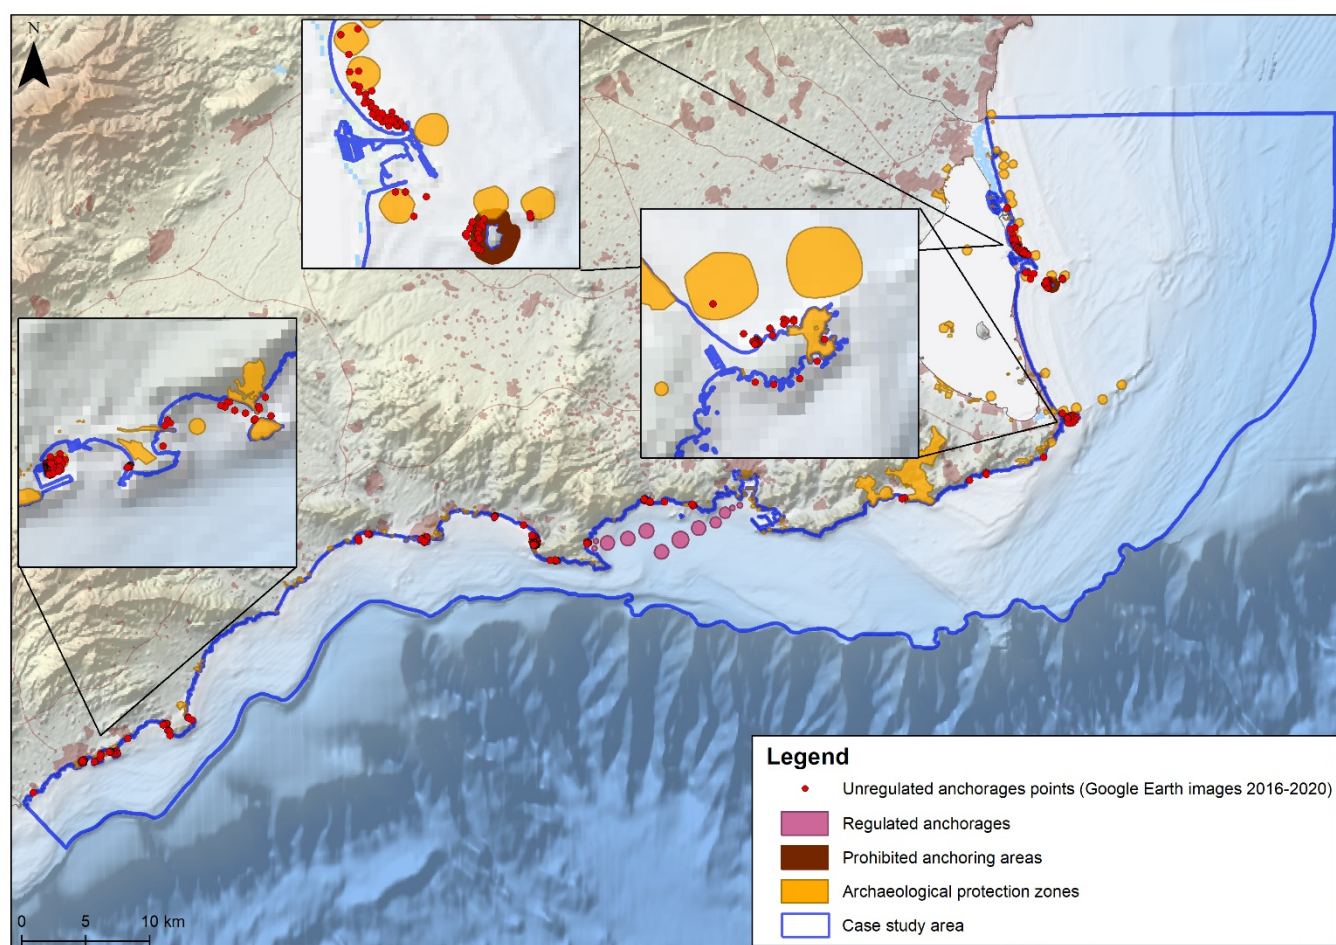 N
Legend
Unregulated anchorages points (Google Earth images 2016-2020)
Regulated anchorages
Prohibited anchoring areas
Archaeological protection zones
Case study area
0 5 10 km